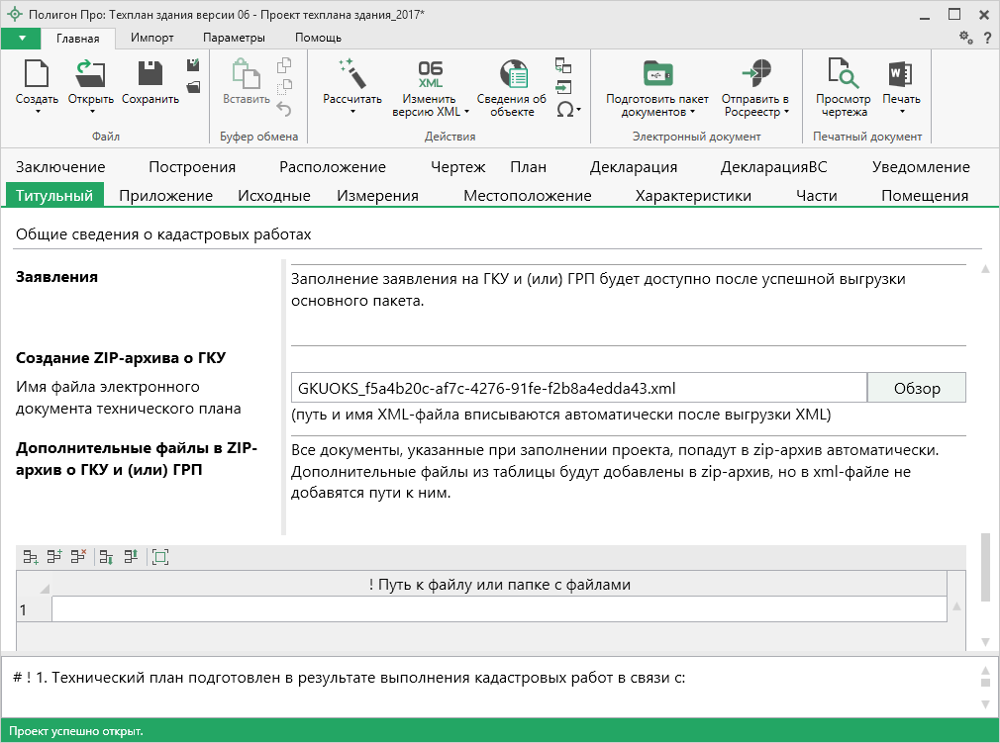 Полигон Про: Техплан здания версии 06 - Проект техплана здания_2017*
Главная Импорт Параметры Помощь
?
Создать Открыть Сохранить
Файл
Вставить
Буфер обмена
Рассчитать
06 XML
Изменить версию XML
Сведения об объекте
Ω
Действия
Подготовить пакет документов
Отправить в Росреестр
Электронный документ
Просмотр чертежа
W
Печать
Печатный документ
Заключение Построения Расположение Чертеж План Декларация ДекларацияВС Уведомление
Титульный Приложение Исходные Измерения Местоположение Характеристики Части Помещения
Общие сведения о кадастровых работах
Заявления
Заполнение заявления на ГКУ и (или) ГРП будет доступно после успешной выгрузки
основного пакета.
Создание ZIP-архива о ГКУ
Имя файла электронного
документа технического плана
GKUOKS_f5a4b20c-af7c-4276-91fe-f2b8a4edda43.xml
Обзор
(путь и имя XML-файла вписываются автоматически после выгрузки XML)
Дополнительные файлы в ZIP-
архив о ГКУ и (или) ГРП
Все документы, указанные при заполнении проекта, попадут в zip-архив автоматически.
Дополнительные файлы из таблицы будут добавлены в zip-архив, но в xml-файле не
добавятся пути к ним.
! Путь к файлу или папке с файлами
1
# ! 1. Технический план подготовлен в результате выполнения кадастровых работ в связи с:
Проект успешно открыт.